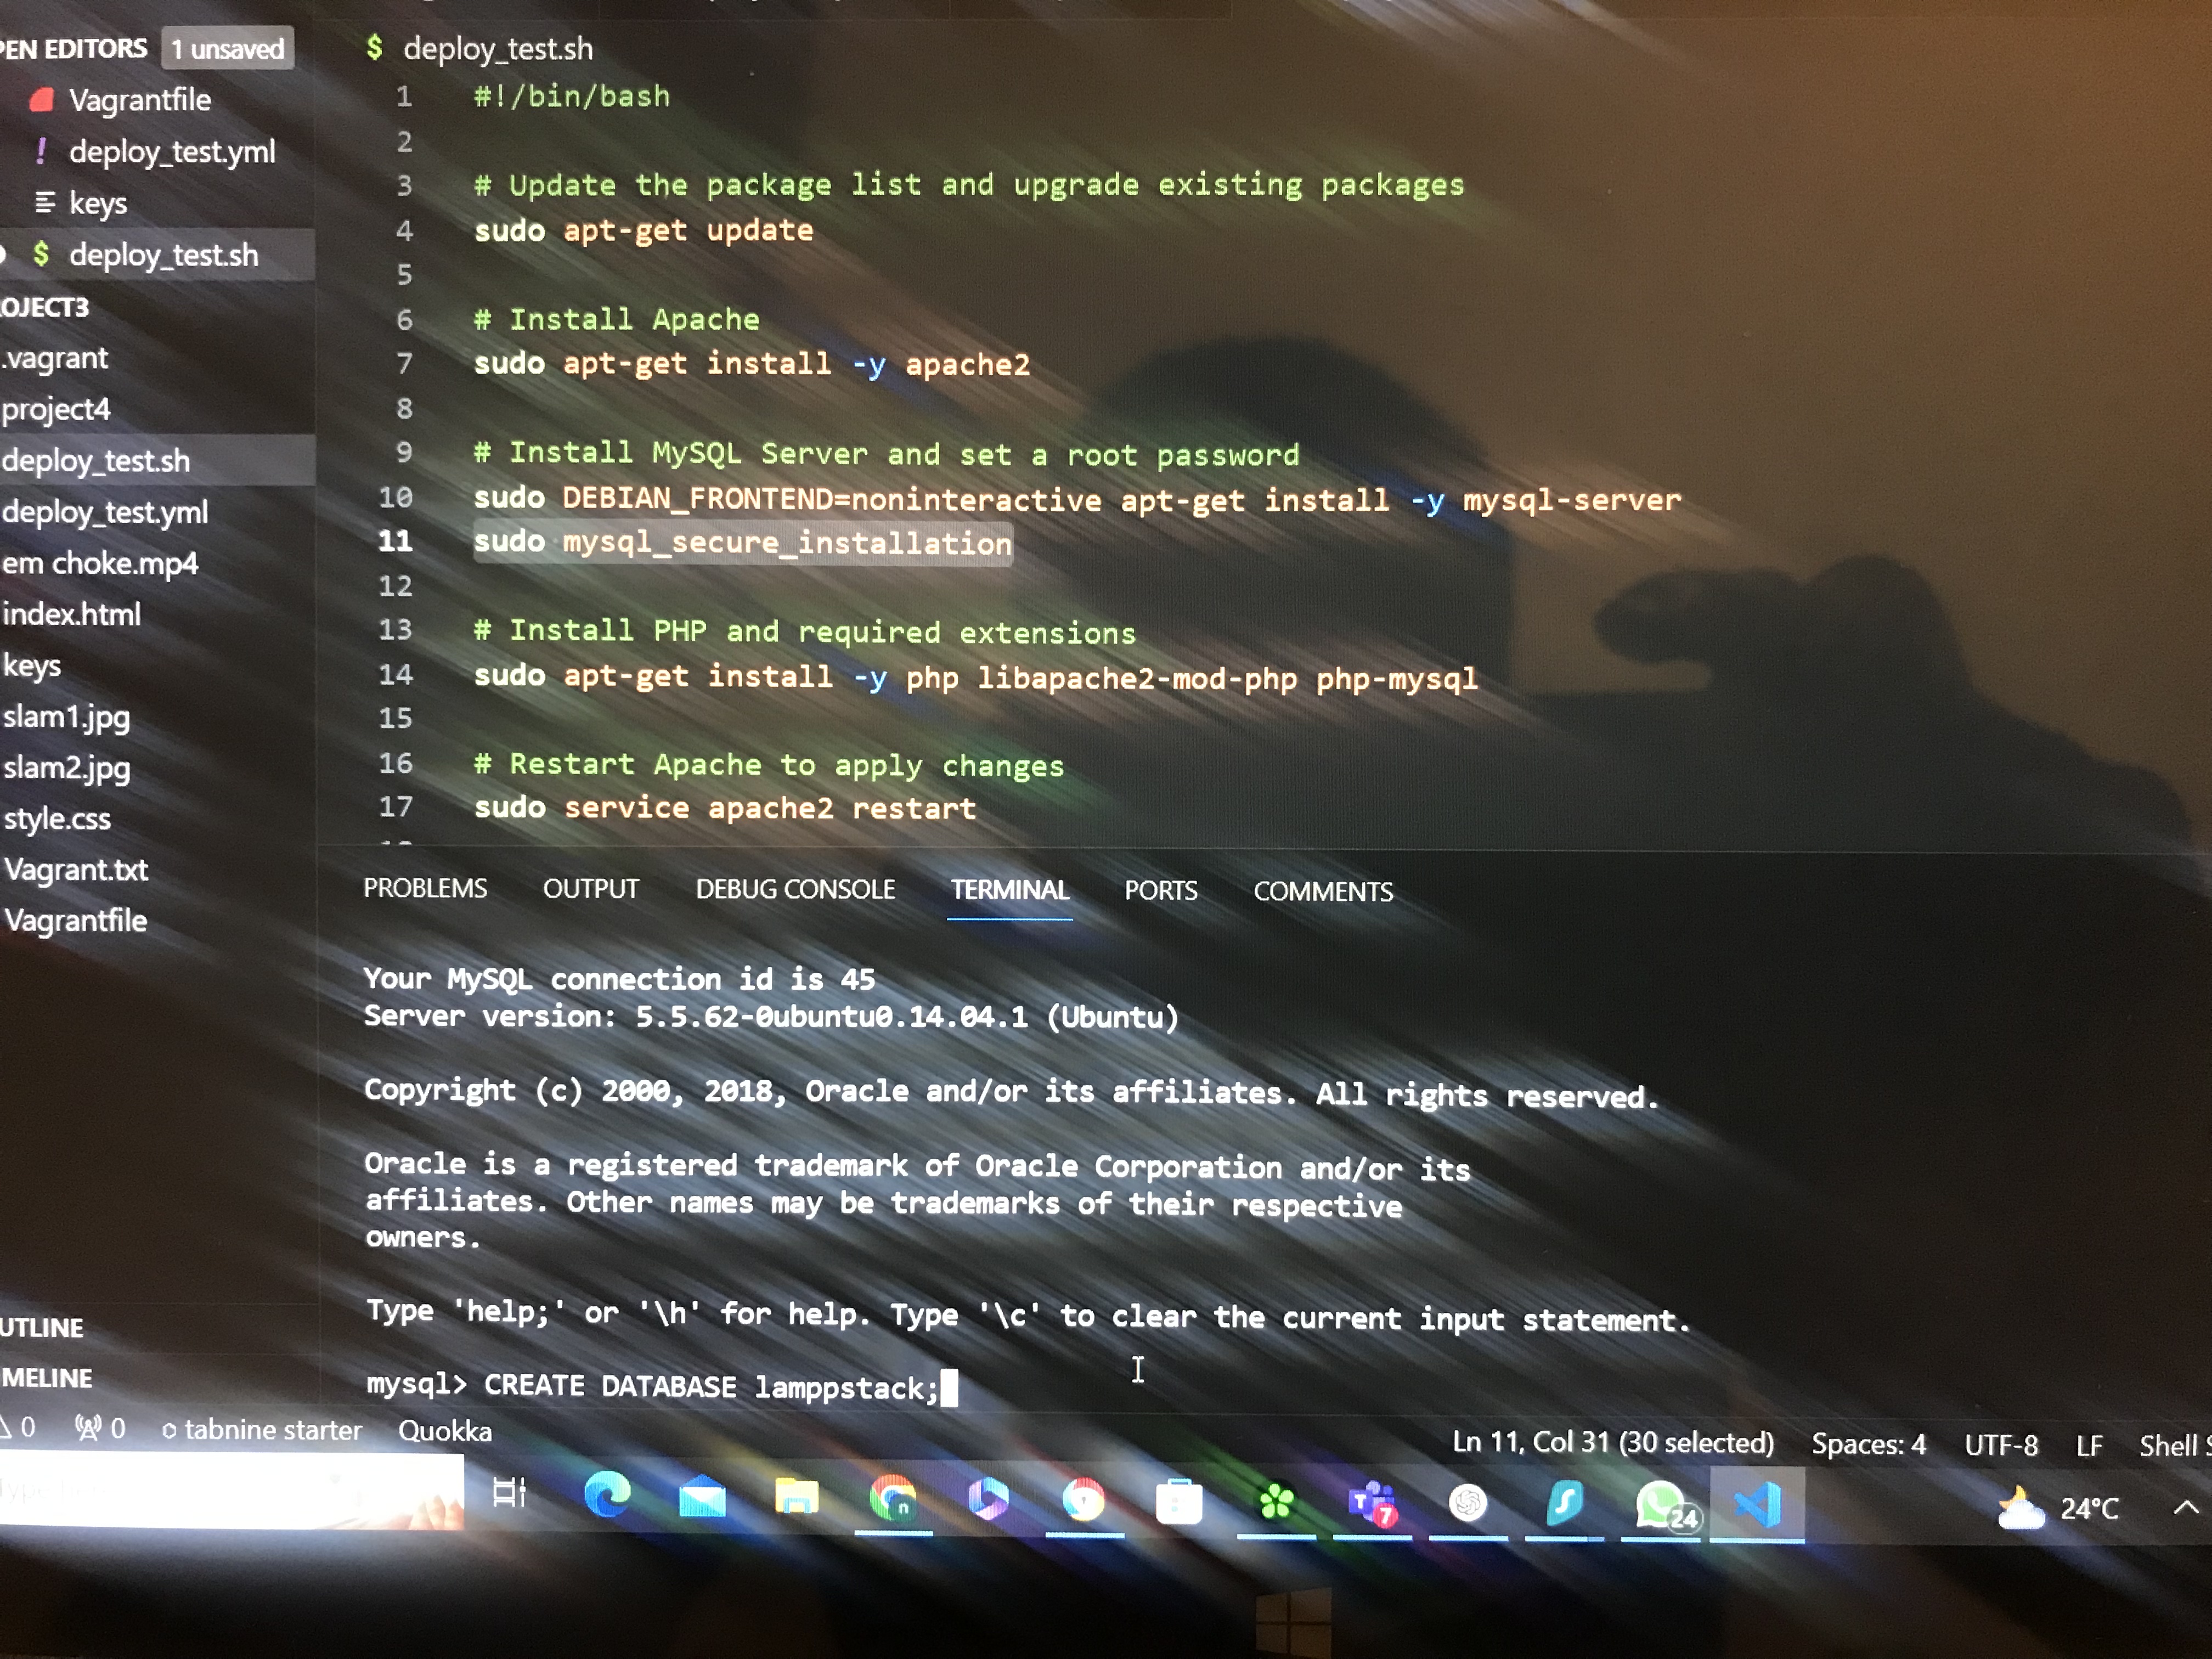 PEN EDITORS 1 unsaved
Vagrantfile
! deploy_test.yml
keys
$ deploy_test.sh
OJECT3
.vagrant
project4
deploy_test.sh
deploy_test.yml
em choke.mp4
index.html
keys
slam1.jpg
slam2.jpg
style.css
Vagrant.txt
Vagrantfile
UTLINE
MELINE
$ deploy_test.sh
1 #!/bin/bash
2
3 # Update the package list and upgrade existing packages
4 sudo apt-get update
5
6 # Install Apache
7 sudo apt-get install -y apache2
8
9 # Install MySQL Server and set a root password
10 sudo DEBIAN_FRONTEND=noninteractive apt-get install -y mysql-server
11 sudo mysql_secure_installation
12
13 # Install PHP and required extensions
14 sudo apt-get install -y php libapache2-mod-php php-mysql
15
16 # Restart Apache to apply changes
17 sudo service apache2 restart
PROBLEMS OUTPUT DEBUG CONSOLE TERMINAL PORTS COMMENTS
Your MySQL connection id is 45
Server version: 5.5.62-0ubuntu0.14.04.1 (Ubuntu)
Copyright (c) 2000, 2018, Oracle and/or its affiliates. All rights reserved.
Oracle is a registered trademark of Oracle Corporation and/or its
affiliates. Other names may be trademarks of their respective
owners.
Type 'help;' or '\h' for help. Type '\c' to clear the current input statement.
mysql> CREATE DATABASE lamppstack;
0 0 tabnine starter Quokka Ln 11, Col 31 (30 selected) Spaces: 4 UTF-8 LF Shell S
n T 7 24 24°C